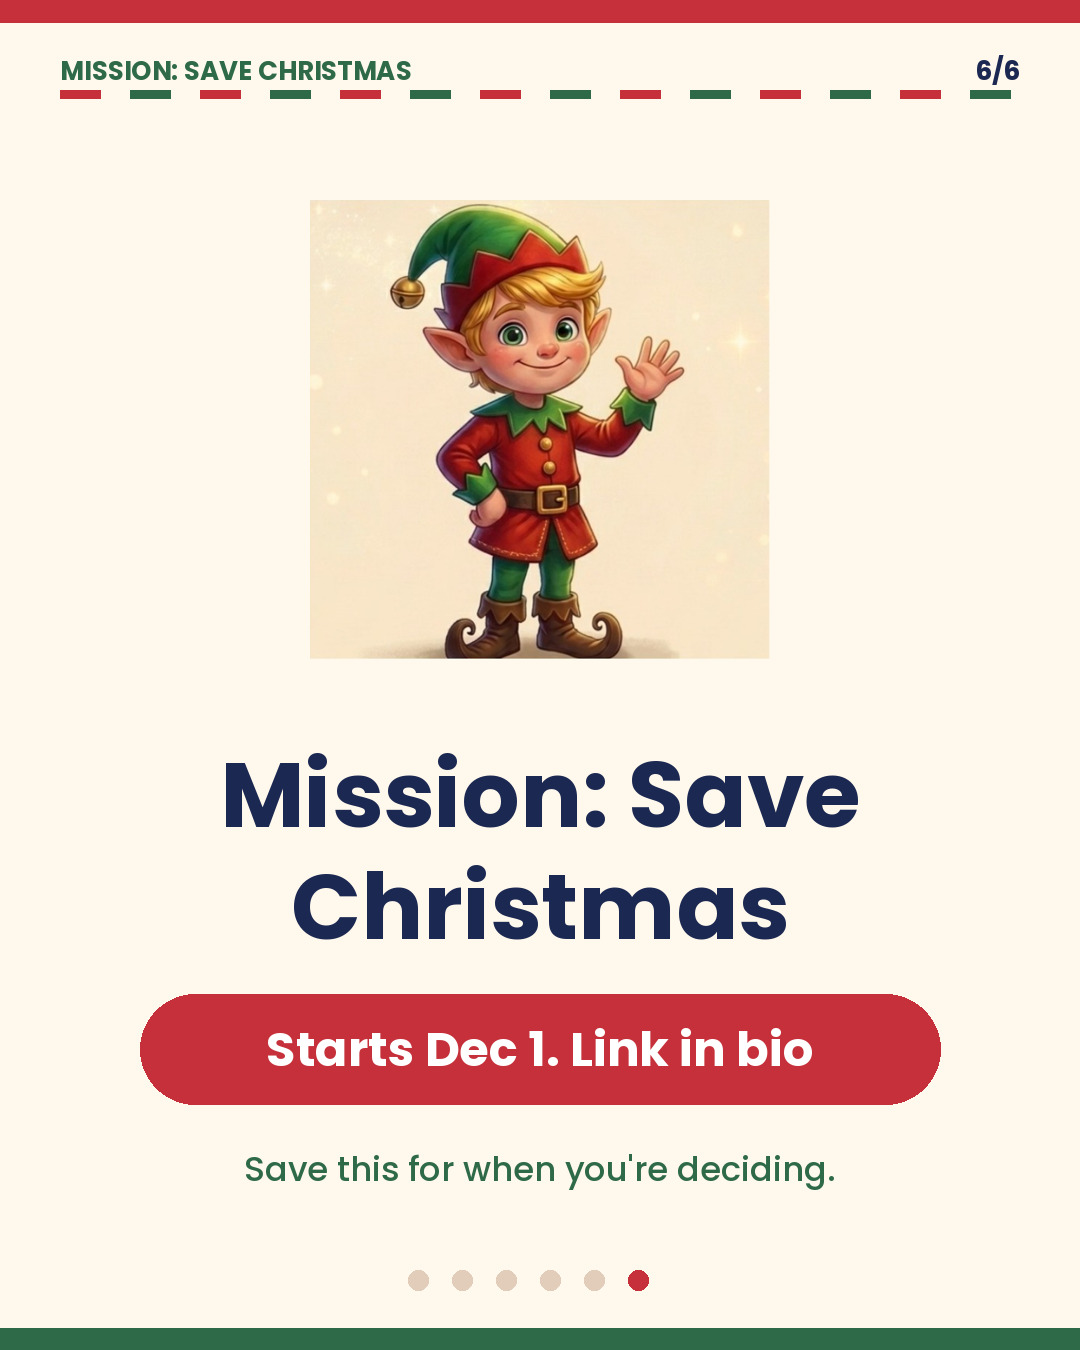 MISSION: SAVE CHRISTMAS
6/6
Mission: Save
Christmas
Starts Dec 1. Link in bio
Save this for when you're deciding.